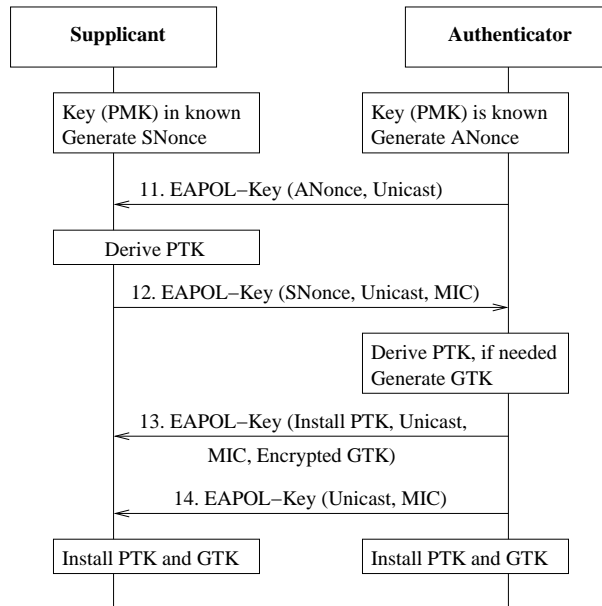 Supplicant
Authenticator
Key (PMK) in known
Generate SNonce
Key (PMK) is known
Generate ANonce
11. EAPOL−Key (ANonce, Unicast)
Derive PTK
12. EAPOL−Key (SNonce, Unicast, MIC)
Derive PTK, if needed
Generate GTK
13. EAPOL−Key (Install PTK, Unicast,
MIC, Encrypted GTK)
14. EAPOL−Key (Unicast, MIC)
Install PTK and GTK
Install PTK and GTK